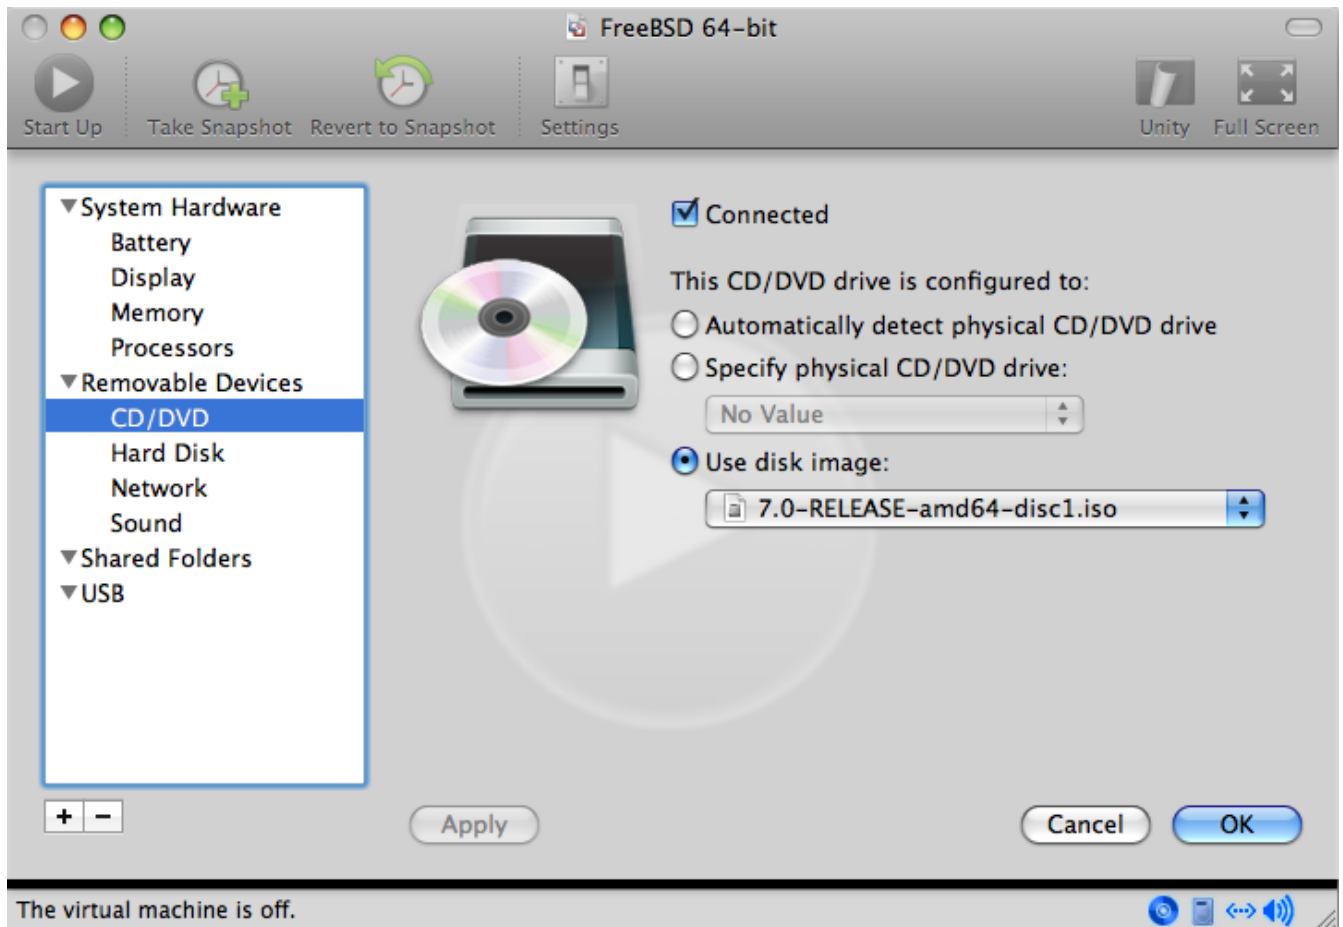 FreeBSD 64-bit
Start Up Take Snapshot Revert to Snapshot Settings Unity Full Screen
System Hardware
Battery
Display
Memory
Processors
Removable Devices
CD/DVD
Hard Disk
Network
Sound
Shared Folders
USB
Connected
This CD/DVD drive is configured to:
Automatically detect physical CD/DVD drive
Specify physical CD/DVD drive:
No Value
Use disk image:
7.0-RELEASE-amd64-disc1.iso
+ -
Apply Cancel OK
The virtual machine is off.